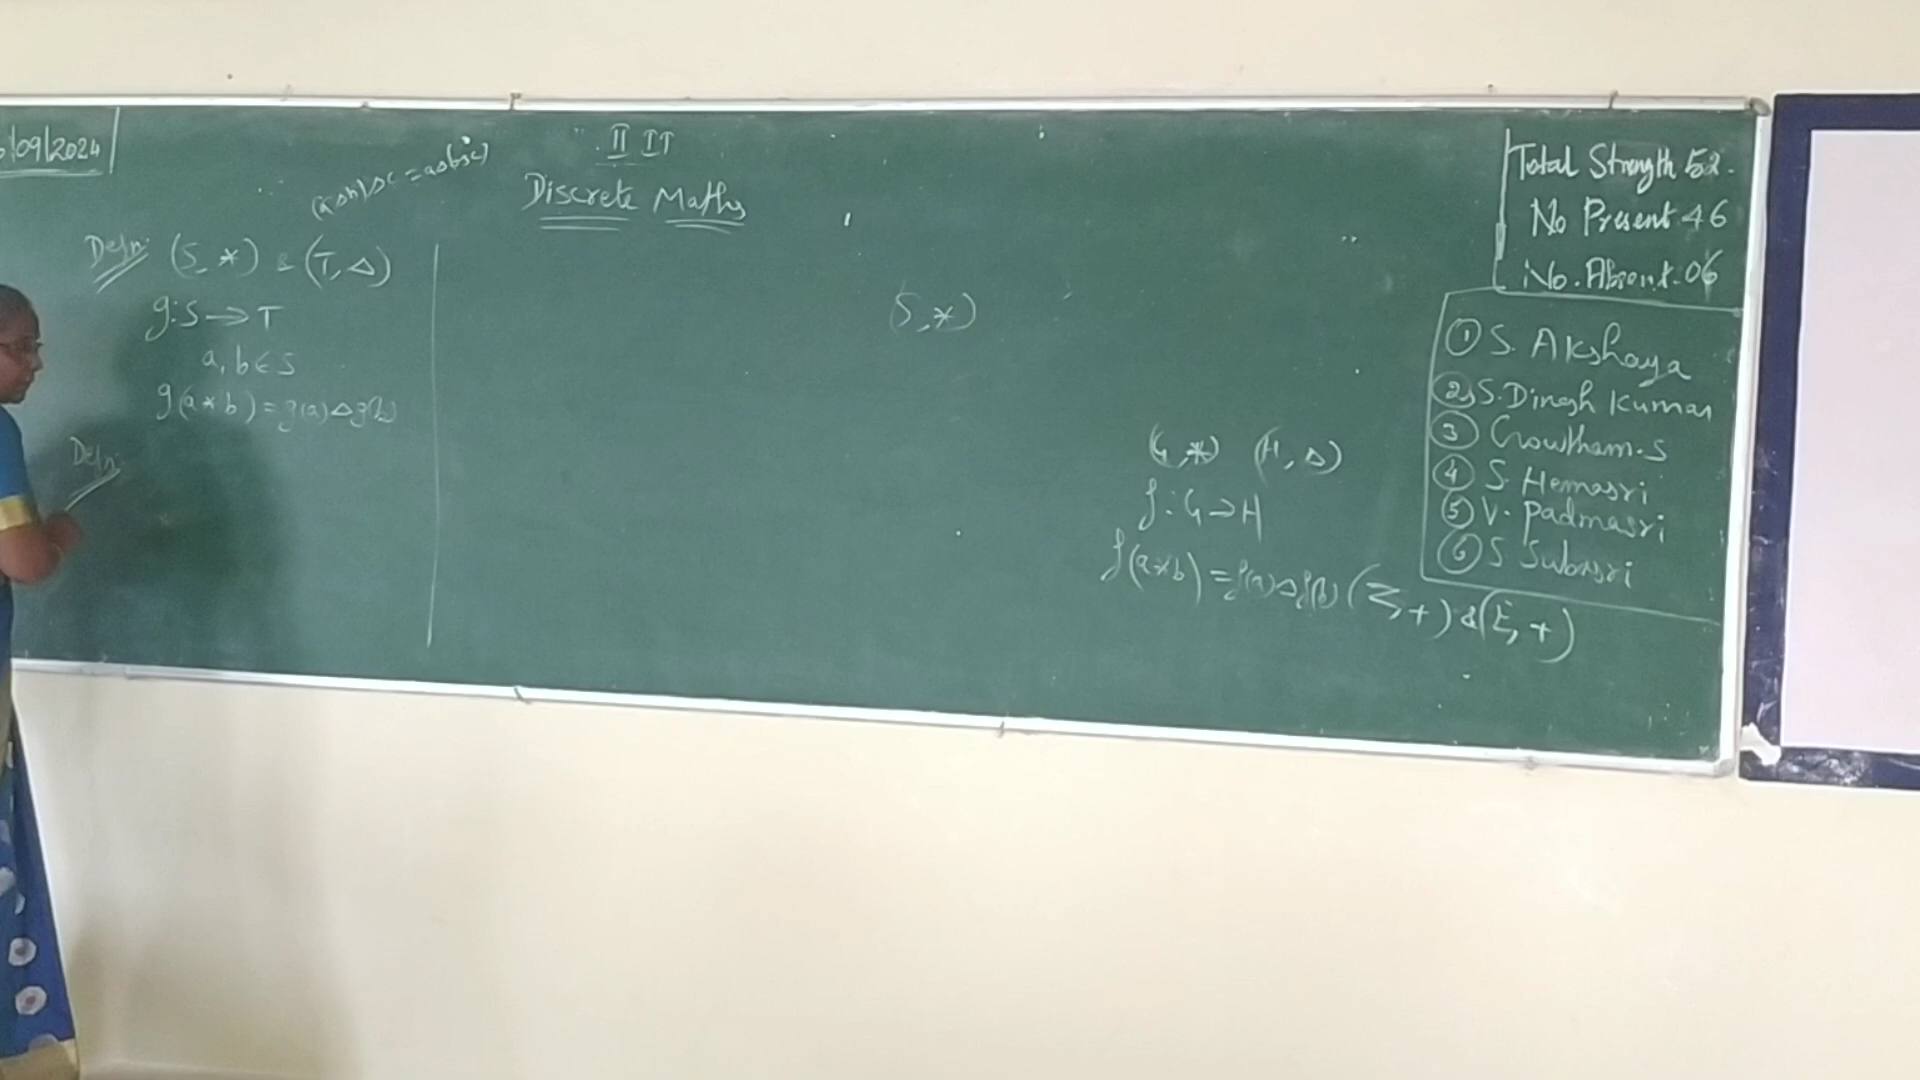 /09/2024
II IT
Discrete Maths
(a△b)△c = a△(b△c)
Defn: (S, *) & (T, △)
g: S → T
a, b ∈ S
g(a * b) = g(a) △ g(b)
Defn:
(S, *)
(G, *) (H, △)
f: G → H
f(a*b) = f(a) △ f(b) (Z, +) & (E, +)
Total Strength 52.
No Present 46
No. Absent. 06
① S. Akshaya
② S. Dinesh Kumar
③ Gowtham. S
④ S. Hemasri
⑤ V. Padmasri
⑥ S Subasri